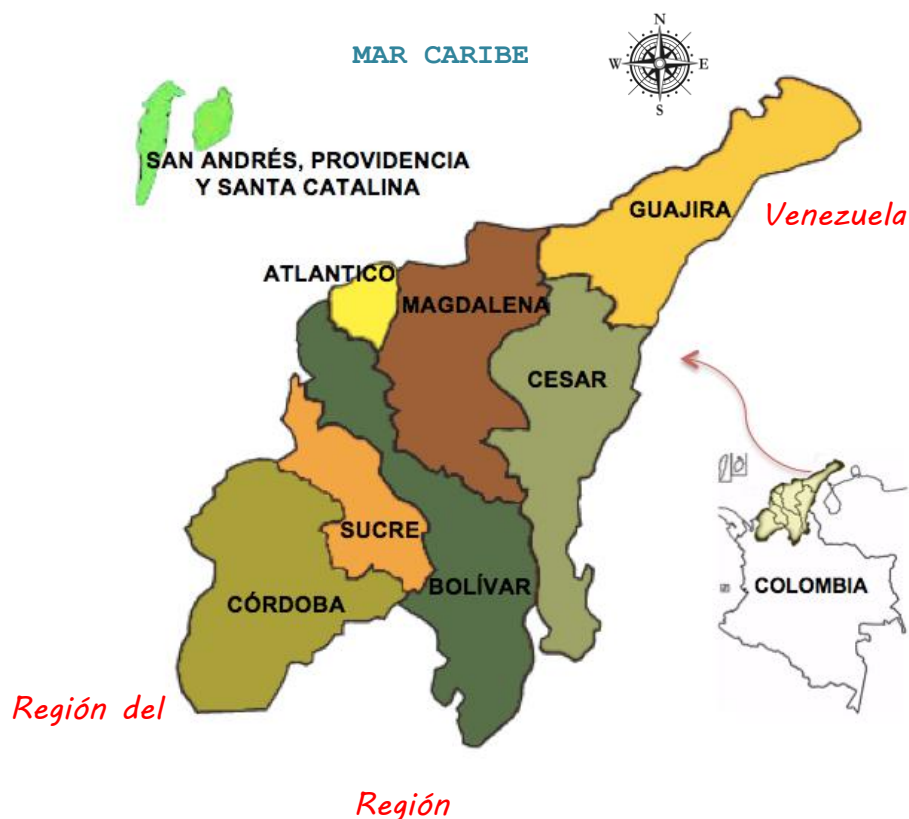 MAR CARIBE
N
W
E
S
SAN ANDRÉS, PROVIDENCIA
Y SANTA CATALINA
GUAJIRA
Venezuela
ATLANTICO
MAGDALENA
CESAR
SUCRE
BOLÍVAR
CÓRDOBA
COLOMBIA
Región del
Región